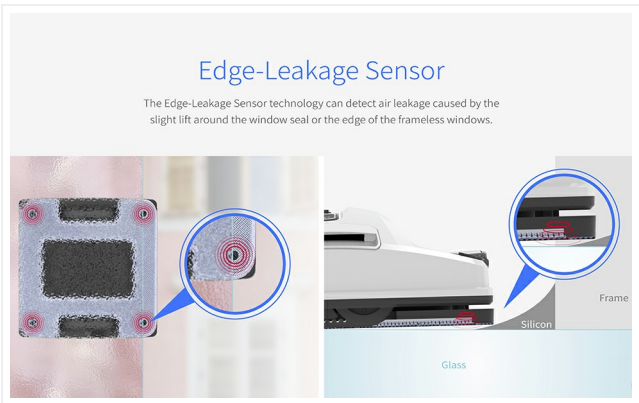 Edge-Leakage Sensor
The Edge-Leakage Sensor technology can detect air leakage caused by the
slight lift around the window seal or the edge of the frameless windows.
Frame
Silicon
Glass